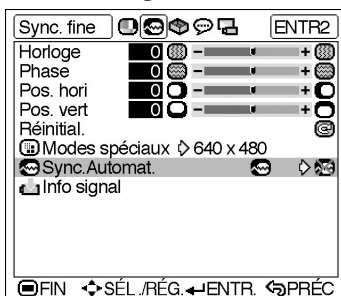 Sync. fine ENTR2
Horloge 0 - +
Phase 0 - +
Pos. hori 0 - +
Pos. vert 0 - +
Réinitial.
Modes spéciaux 640 x 480
Sync.Automat.
Info signal
FIN SÉL./RÉG. ENTR. PRÉC